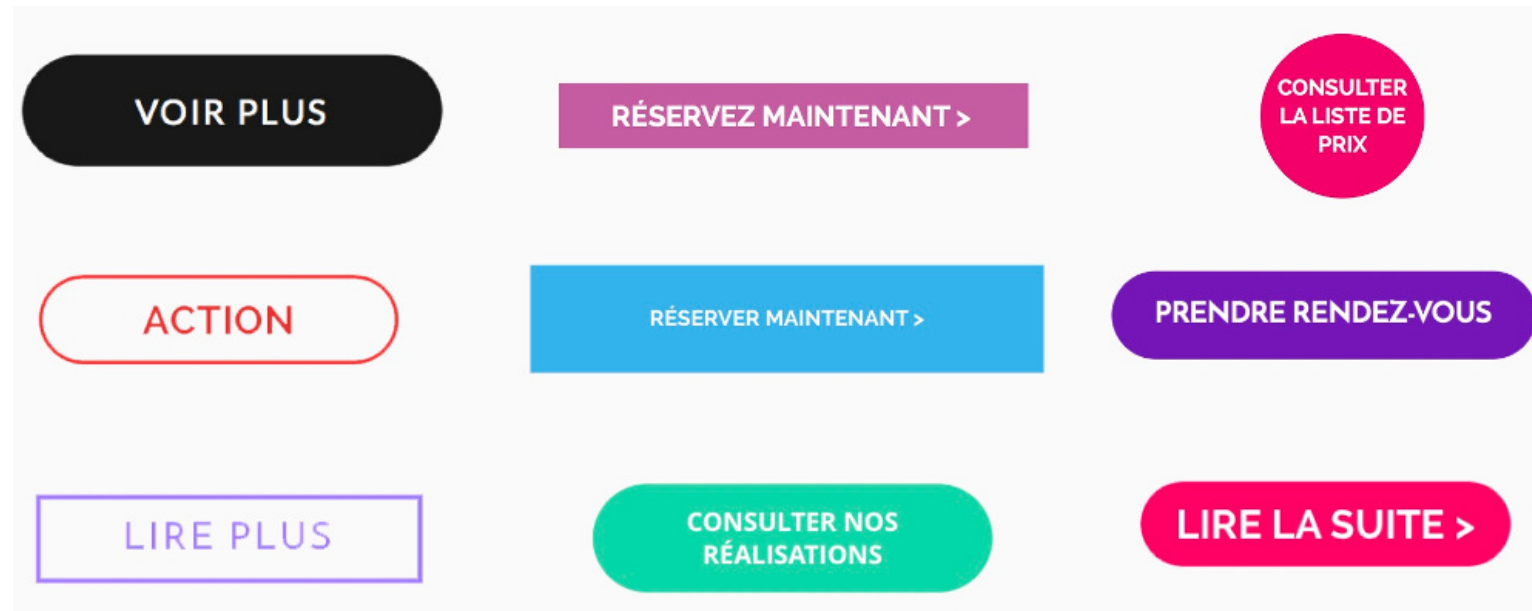 VOIR PLUS
RÉSERVEZ MAINTENANT >
CONSULTER
LA LISTE DE
PRIX
ACTION
RÉSERVER MAINTENANT >
PRENDRE RENDEZ-VOUS
LIRE PLUS
CONSULTER NOS
RÉALISATIONS
LIRE LA SUITE >